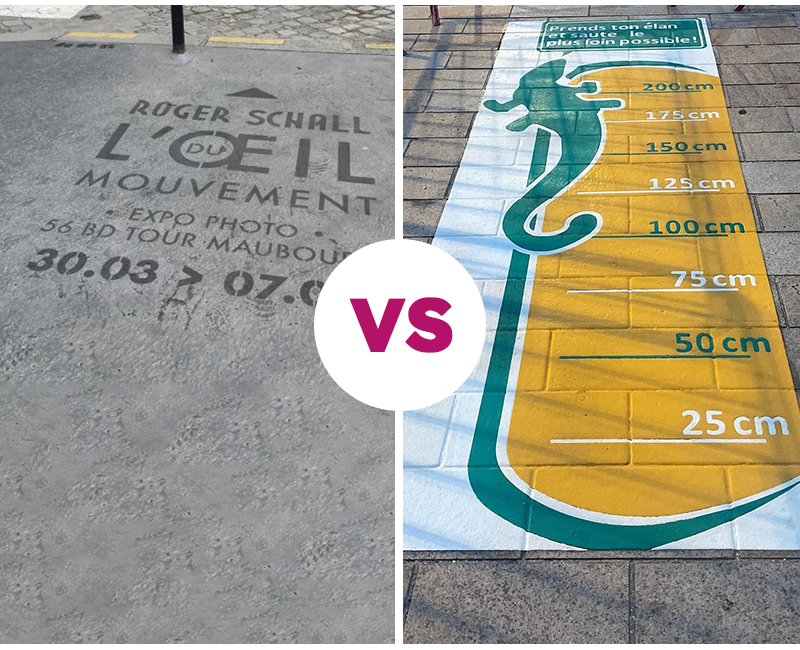 ROGER SCHALL
L'ŒIL
DU
MOUVEMENT
• EXPO PHOTO •
56 BD TOUR
30.03 > 07.0
VS
Prends ton élan
et saute le
plus loin possible!
200 cm
175 cm
150 cm
125 cm
100 cm
75 cm
50 cm
25 cm